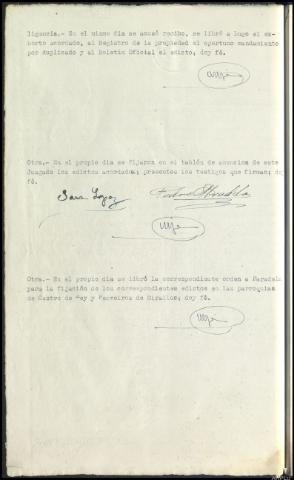 ligencia.- En el mismo día se acusó recibo, se libró a Lugo el ex-
horto acordado, al Registro de la propiedad el oportuno mandamiento
por duplicado y al Boletín Oficial el edicto; doy fé.
Otra.- En el propio día se fijaron en el tablón de anuncios de este
Juzgado los edictos acordados; presentes los testigos que firman; doy
fé.
Sara Lopez
Otra.- En el propio día se libró la correspondiente orden a Paradela
para la fijación de los correspondientes edictos en las parroquias
de Castro de Rey y Ferreiros de Miraflos; doy fé.